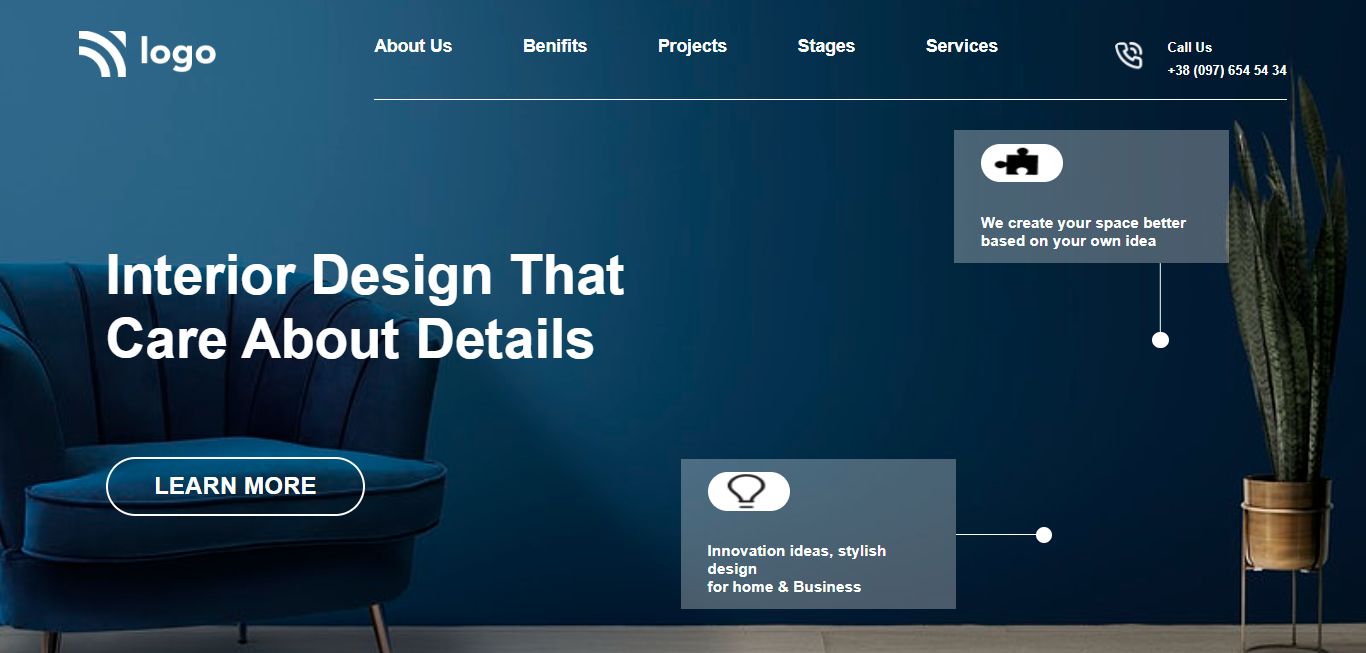 logo
About Us
Benifits
Projects
Stages
Services
Call Us
+38 (097) 654 54 34
We create your space better
based on your own idea
Interior Design That
Care About Details
LEARN MORE
Innovation ideas, stylish
design
for home & Business